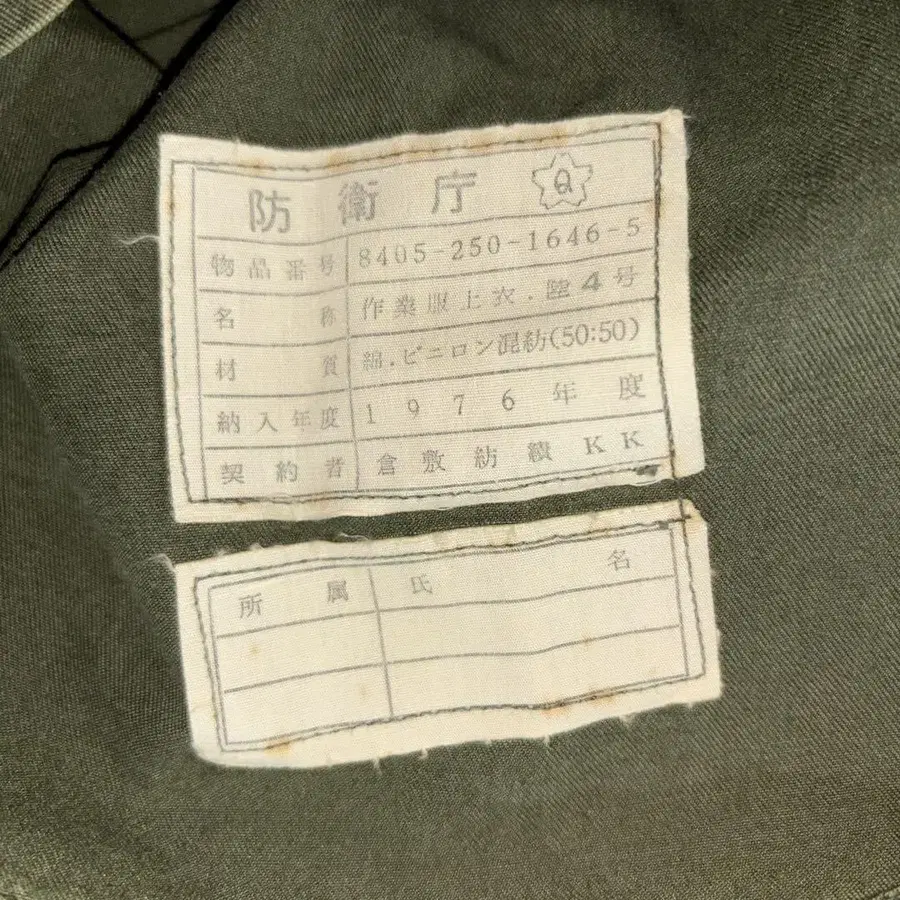 防衛庁 Q
物品番号 8405-250-1646-5
名称 作業服上衣.陸4号
材質 綿.ビニロン混紡(50:50)
納入年度 1976年度
契約者 倉敷紡績KK
所属 氏名